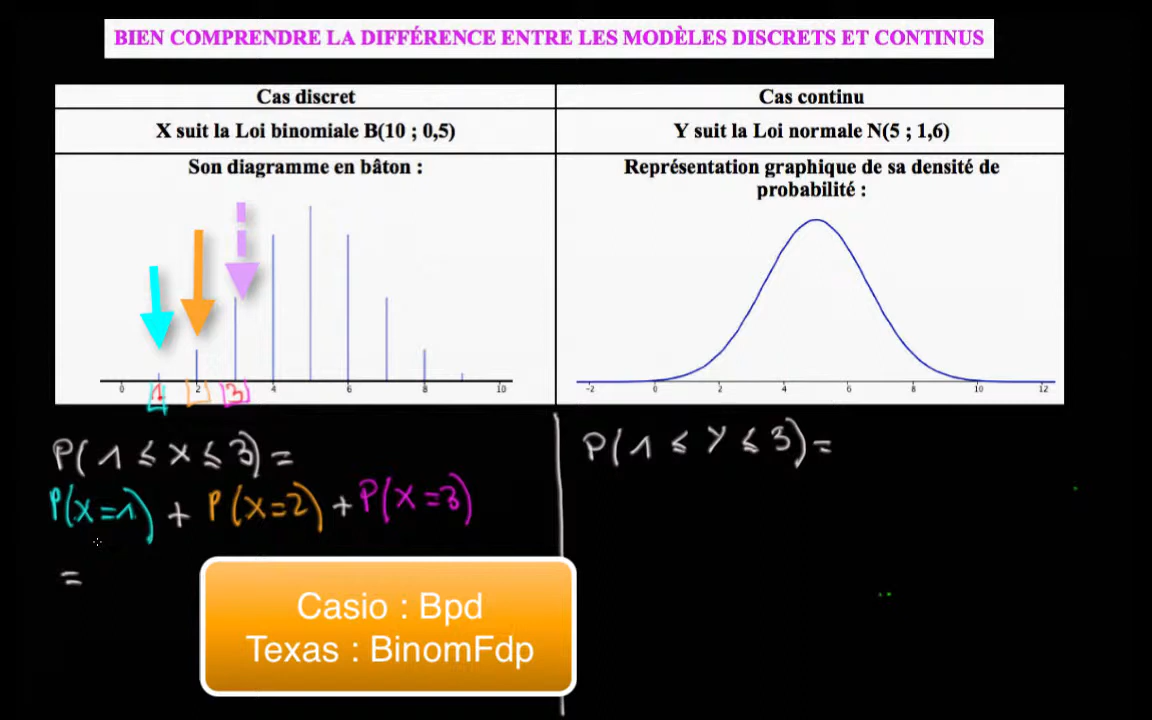 BIEN COMPRENDRE LA DIFFÉRENCE ENTRE LES MODÈLES DISCRETS ET CONTINUS
Cas discret
Cas continu
X suit la Loi binomiale B(10 ; 0,5)
Y suit la Loi normale N(5 ; 1,6)
Son diagramme en bâton :
Représentation graphique de sa densité de
probabilité :
0 1 2 3 4 6 8 10
-2 0 2 4 6 8 10 12
P(1 ≤ X ≤ 3) =
P(X=1) + P(X=2) + P(X=3)
=
P(1 ≤ Y ≤ 3) =
Casio : Bpd
Texas : BinomFdp